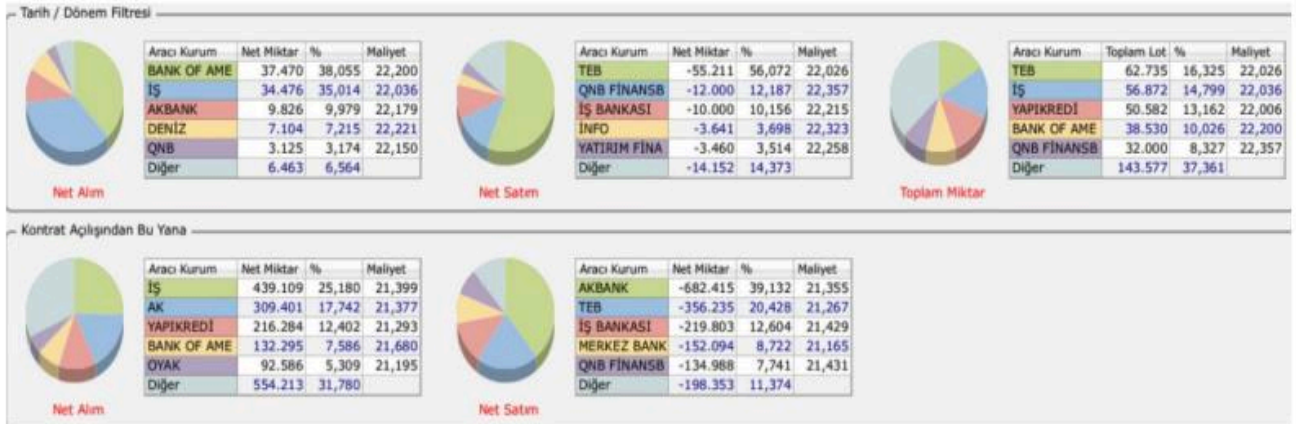 Tarih / Dönem Filtresi
Aracı Kurum Net Miktar % Maliyet
BANK OF AME 37.470 38,055 22,200
İŞ 34.476 35,014 22,036
AKBANK 9.826 9,979 22,179
DENİZ 7.104 7,215 22,221
QNB 3.125 3,174 22,150
Diğer 6.463 6,564
Net Alım
Aracı Kurum Net Miktar % Maliyet
TEB -55.211 56,072 22,026
QNB FİNANSB -12.000 12,187 22,357
İŞ BANKASI -10.000 10,156 22,215
İNFO -3.641 3,698 22,323
YATIRIM FİNA -3.460 3,514 22,258
Diğer -14.152 14,373
Net Satım
Aracı Kurum Toplam Lot % Maliyet
TEB 62.735 16,325 22,026
İŞ 56.872 14,799 22,036
YAPIKREDİ 50.582 13,162 22,006
BANK OF AME 38.530 10,026 22,200
QNB FİNANSB 32.000 8,327 22,357
Diğer 143.577 37,361
Toplam Miktar
Kontrat Açılışından Bu Yana
Aracı Kurum Net Miktar % Maliyet
İŞ 439.109 25,180 21,399
AK 309.401 17,742 21,377
YAPIKREDİ 216.284 12,402 21,293
BANK OF AME 132.295 7,586 21,680
OYAK 92.586 5,309 21,195
Diğer 554.213 31,780
Net Alım
Aracı Kurum Net Miktar % Maliyet
AKBANK -682.415 39,132 21,355
TEB -356.235 20,428 21,267
İŞ BANKASI -219.803 12,604 21,429
MERKEZ BANK -152.094 8,722 21,165
QNB FİNANSB -134.988 7,741 21,431
Diğer -198.353 11,374
Net Satım